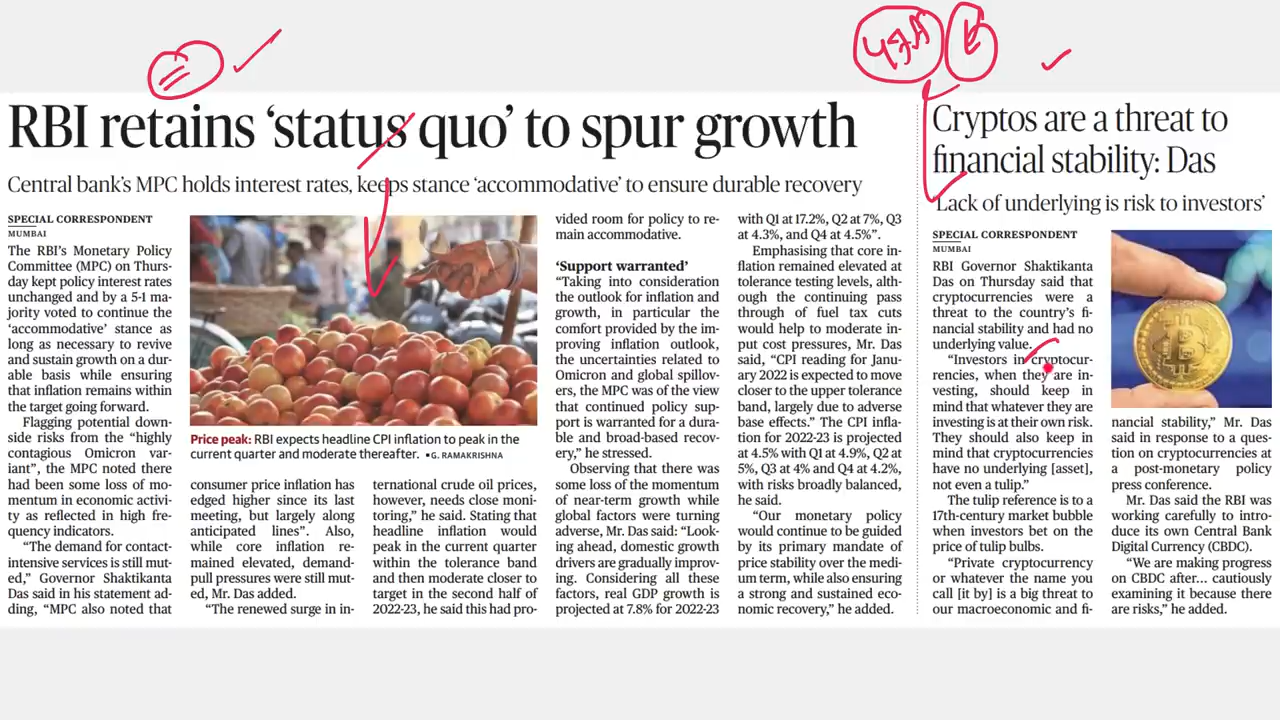 RBI retains ‘status quo’ to spur growth
Central bank’s MPC holds interest rates, keeps stance ‘accommodative’ to ensure durable recovery
SPECIAL CORRESPONDENT
MUMBAI
The RBI’s Monetary Policy
Committee (MPC) on Thurs-
day kept policy interest rates
unchanged and by a 5-1 ma-
jority voted to continue the
‘accommodative’ stance as
long as necessary to revive
and sustain growth on a dur-
able basis while ensuring
that inflation remains within
the target going forward.
Flagging potential down-
side risks from the “highly
contagious Omicron var-
iant”, the MPC noted there
had been some loss of mo-
mentum in economic activi-
ty as reflected in high fre-
quency indicators.
“The demand for contact-
intensive services is still mut-
ed,” Governor Shaktikanta
Das said in his statement ad-
ding, “MPC also noted that
Price peak: RBI expects headline CPI inflation to peak in the
current quarter and moderate thereafter. •G. RAMAKRISHNA
consumer price inflation has
edged higher since its last
meeting, but largely along
anticipated lines”. Also,
while core inflation re-
mained elevated, demand-
pull pressures were still mut-
ed, Mr. Das added.
“The renewed surge in in-
ternational crude oil prices,
however, needs close moni-
toring,” he said. Stating that
headline inflation would
peak in the current quarter
within the tolerance band
and then moderate closer to
target in the second half of
2022-23, he said this had pro-
vided room for policy to re-
main accommodative.
‘Support warranted’
“Taking into consideration
the outlook for inflation and
growth, in particular the
comfort provided by the im-
proving inflation outlook,
the uncertainties related to
Omicron and global spillov-
ers, the MPC was of the view
that continued policy sup-
port is warranted for a dura-
ble and broad-based recov-
ery,” he stressed.
Observing that there was
some loss of the momentum
of near-term growth while
global factors were turning
adverse, Mr. Das said: “Look-
ing ahead, domestic growth
drivers are gradually improv-
ing. Considering all these
factors, real GDP growth is
projected at 7.8% for 2022-23
with Q1 at 17.2%, Q2 at 7%, Q3
at 4.3%, and Q4 at 4.5%”.
Emphasising that core in-
flation remained elevated at
tolerance testing levels, alth-
ough the continuing pass
through of fuel tax cuts
would help to moderate in-
put cost pressures, Mr. Das
said, “CPI reading for Janu-
ary 2022 is expected to move
closer to the upper tolerance
band, largely due to adverse
base effects.” The CPI infla-
tion for 2022-23 is projected
at 4.5% with Q1 at 4.9%, Q2 at
5%, Q3 at 4% and Q4 at 4.2%,
with risks broadly balanced,
he said.
“Our monetary policy
would continue to be guided
by its primary mandate of
price stability over the medi-
um term, while also ensuring
a strong and sustained eco-
nomic recovery,” he added.
Cryptos are a threat to
financial stability: Das
‘Lack of underlying is risk to investors’
SPECIAL CORRESPONDENT
MUMBAI
RBI Governor Shaktikanta
Das on Thursday said that
cryptocurrencies were a
threat to the country’s fi-
nancial stability and had no
underlying value.
“Investors in cryptocur-
rencies, when they are in-
vesting, should keep in
mind that whatever they are
investing is at their own risk.
They should also keep in
mind that cryptocurrencies
have no underlying [asset],
not even a tulip.”
The tulip reference is to a
17th-century market bubble
when investors bet on the
price of tulip bulbs.
“Private cryptocurrency
or whatever the name you
call [it by] is a big threat to
our macroeconomic and fi-
nancial stability,” Mr. Das
said in response to a ques-
tion on cryptocurrencies at
a post-monetary policy
press conference.
Mr. Das said the RBI was
working carefully to intro-
duce its own Central Bank
Digital Currency (CBDC).
“We are making progress
on CBDC after... cautiously
examining it because there
are risks,” he added.